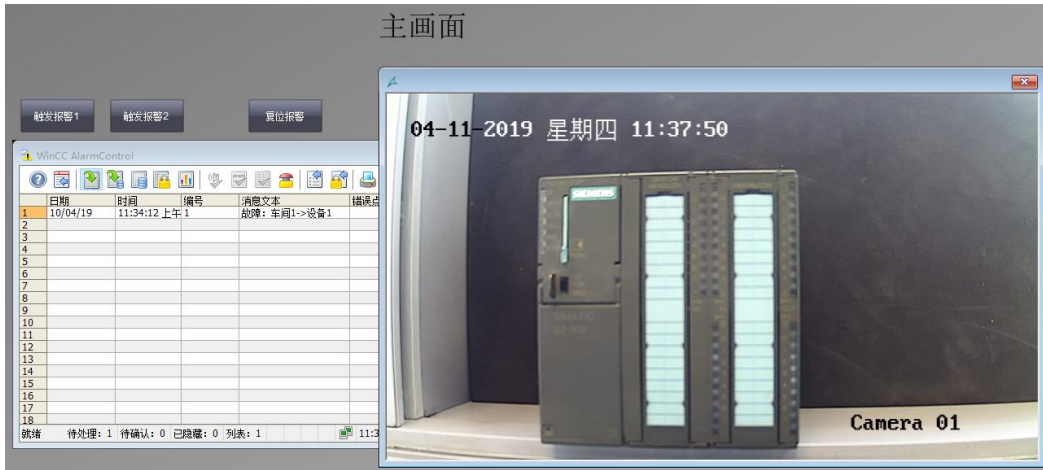 主画面
触发报警1
触发报警2
复位报警
WinCC AlarmControl
日期 时间 编号 消息文本
1 10/04/19 11:34:12 上午 1 故障：车间1->设备1
2
3
4
5
6
7
8
9
10
11
12
13
14
15
16
17
18
就绪 待处理: 1 待确认: 0 已隐藏: 0 列表: 1
04-11-2019 星期四 11:37:50
SIEMENS
SIMATIC
S7-300
Camera 01